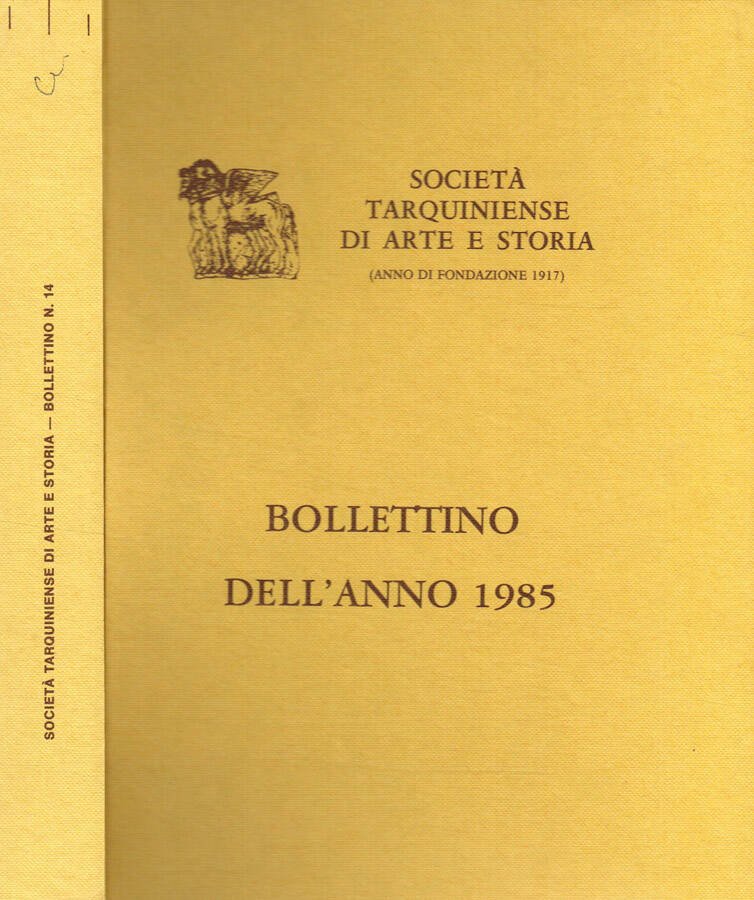 SOCIETÀ TARQUINIENSE DI ARTE E STORIA — BOLLETTINO N. 14
SOCIETÀ
TARQUINIENSE
DI ARTE E STORIA
(ANNO DI FONDAZIONE 1917)
BOLLETTINO
DELL'ANNO 1985